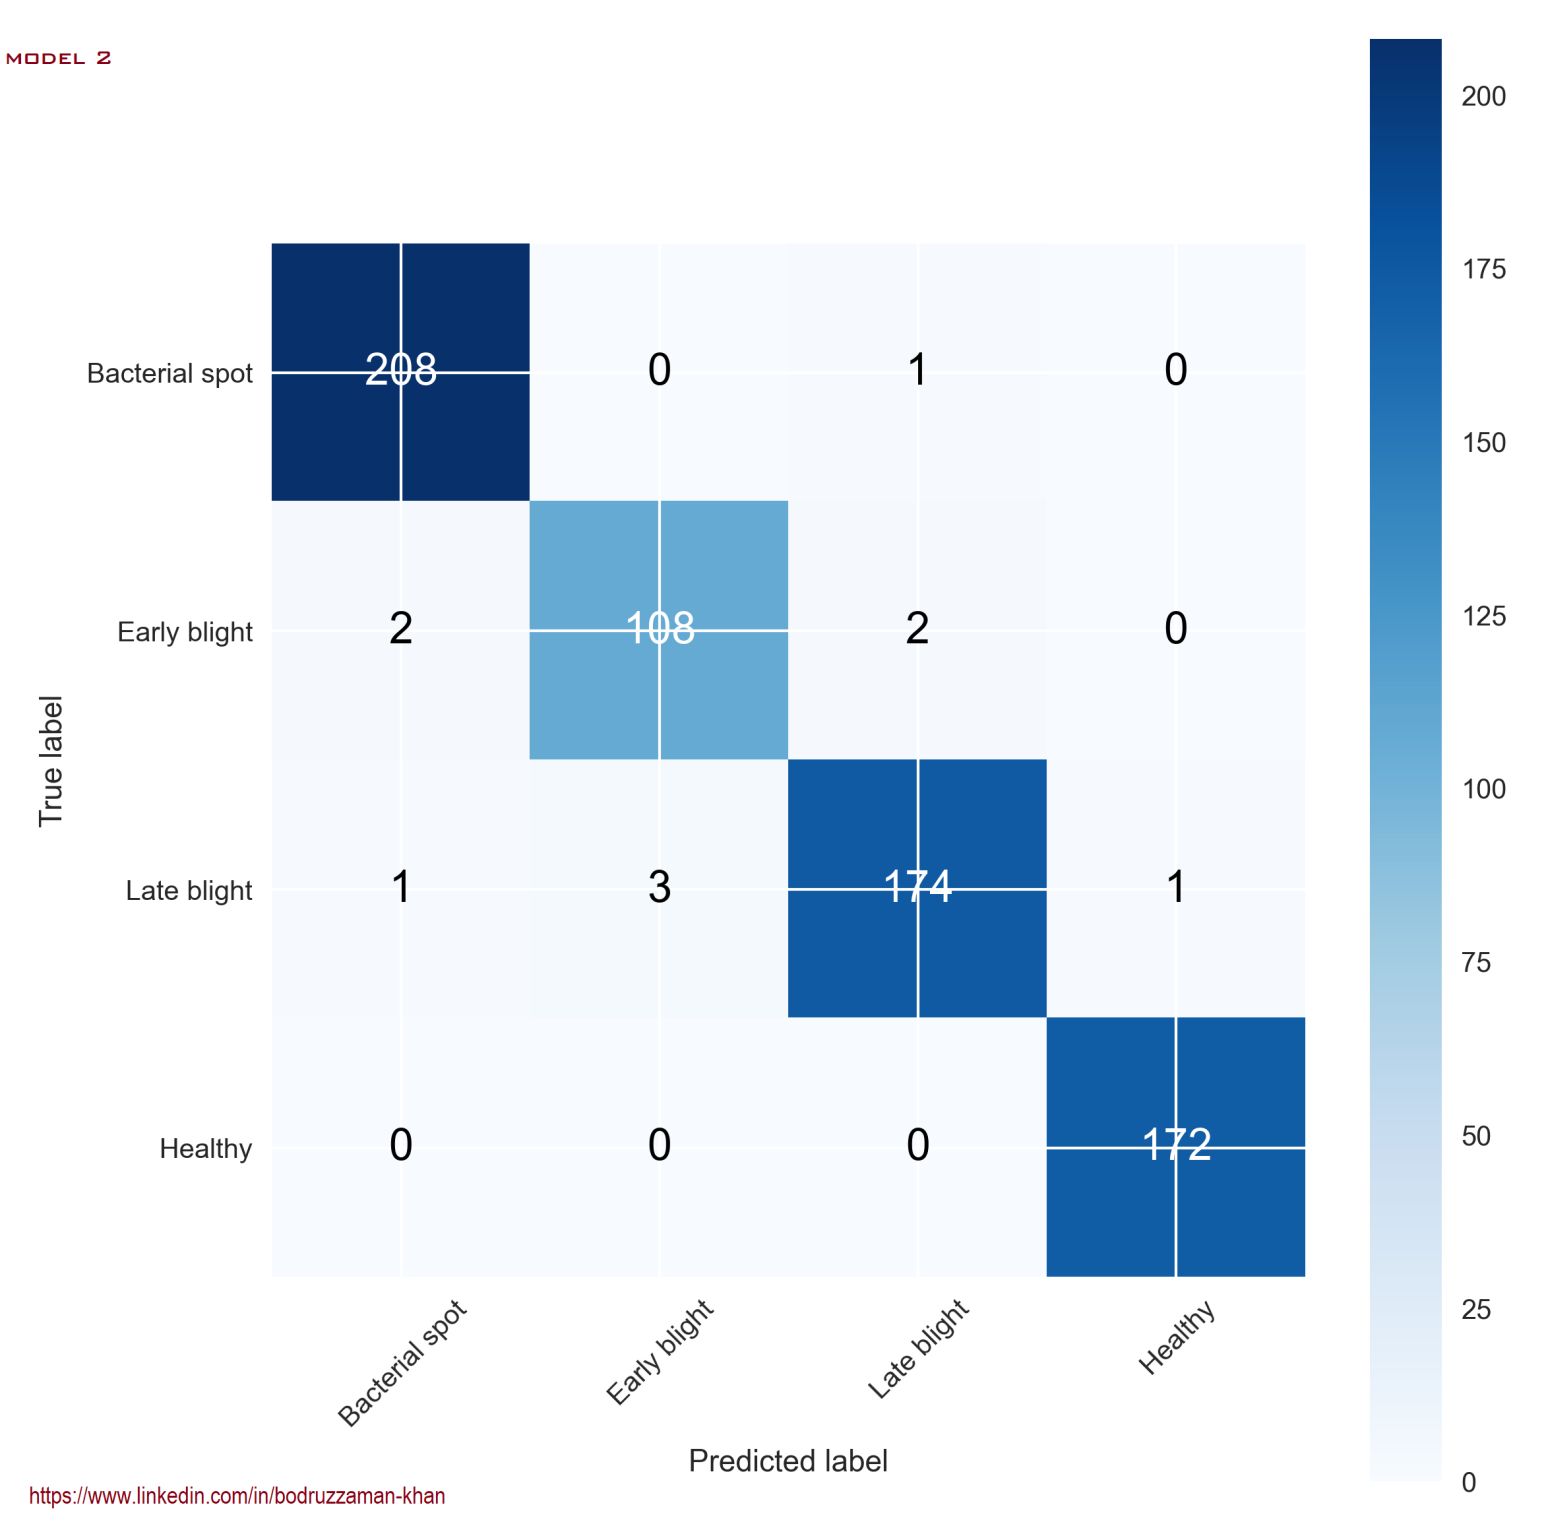 MODEL 2
200
175
150
125
100
75
50
25
0
Bacterial spot 208 0 1 0
Early blight 2 108 2 0
Late blight 1 3 174 1
Healthy 0 0 0 172
True label
Bacterial spot Early blight Late blight Healthy
Predicted label
https://www.linkedin.com/in/bodruzzaman-khan